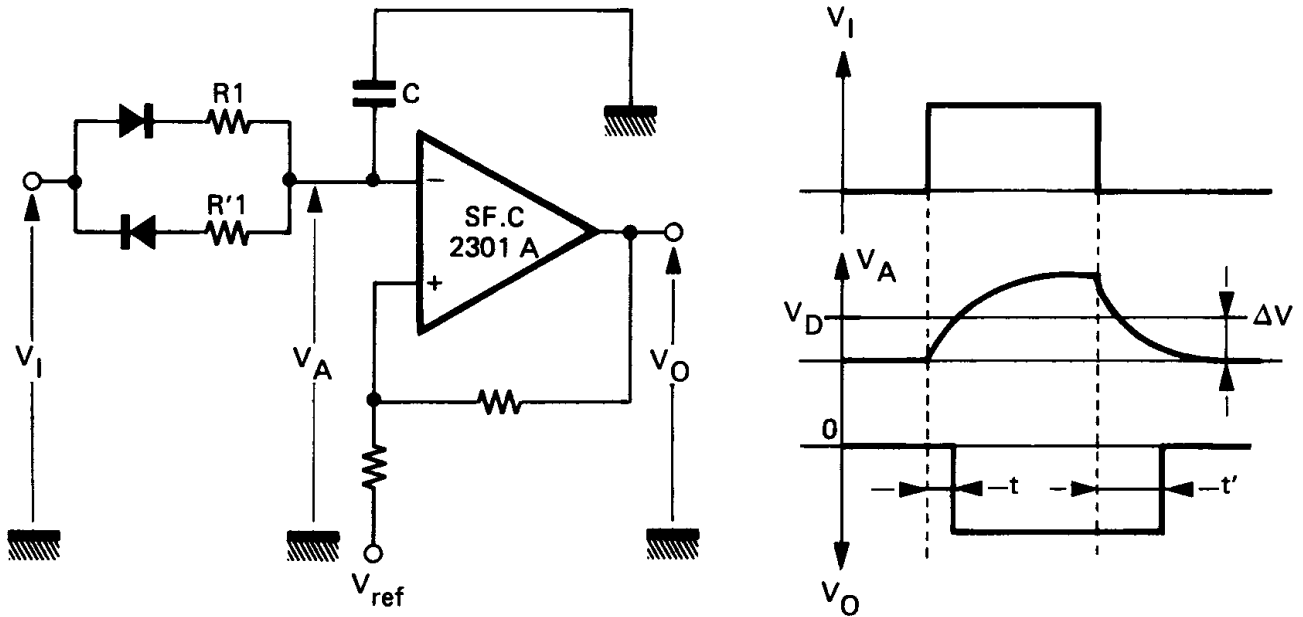 R1
C
R'1
−
SF.C
2301 A
+
V_I
V_A
V_O
V_ref
V_I
V_A
V_D
ΔV
0
t
t'
V_O